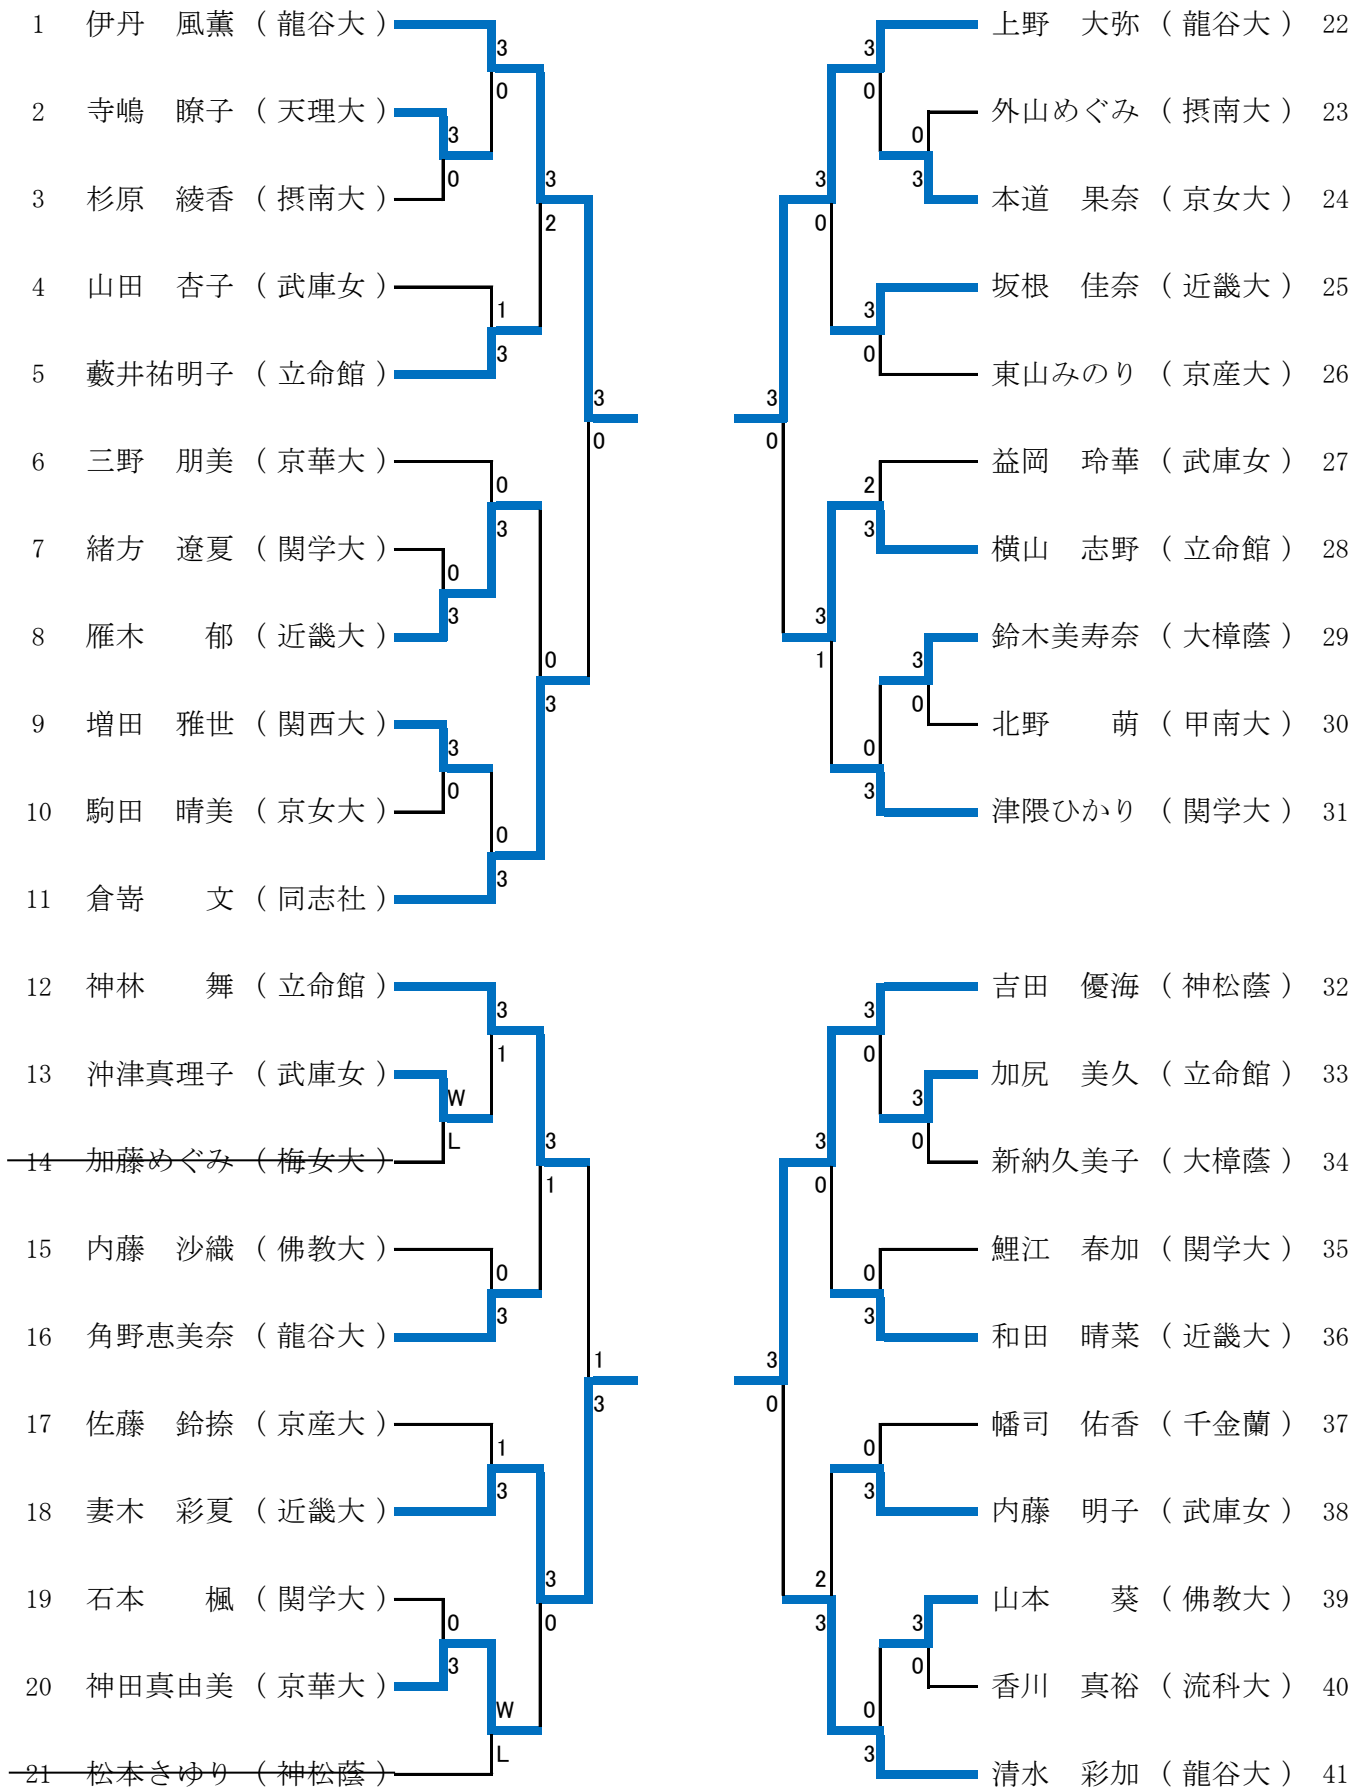 1 伊丹 風薫 ( 龍谷大 )
2 寺嶋 瞭子 ( 天理大 )
3 杉原 綾香 ( 摂南大 )
4 山田 杏子 ( 武庫女 )
5 藪井祐明子 ( 立命館 )
6 三野 朋美 ( 京華大 )
7 緒方 遼夏 ( 関学大 )
8 雁木 郁 ( 近畿大 )
9 増田 雅世 ( 関西大 )
10 駒田 晴美 ( 京女大 )
11 倉嵜 文 ( 同志社 )
3
0
3
0
3
2
1
3
3
0
0
3
0
3
0
3
3
0
0
3
上野 大弥 ( 龍谷大 ) 22
外山めぐみ ( 摂南大 ) 23
本道 果奈 ( 京女大 ) 24
坂根 佳奈 ( 近畿大 ) 25
東山みのり ( 京産大 ) 26
益岡 玲華 ( 武庫女 ) 27
横山 志野 ( 立命館 ) 28
鈴木美寿奈 ( 大樟蔭 ) 29
北野 萌 ( 甲南大 ) 30
津隈ひかり ( 関学大 ) 31
3
0
0
3
3
0
3
0
3
0
2
3
3
1
3
0
0
3
12 神林 舞 ( 立命館 )
13 沖津真理子 ( 武庫女 )
14 加藤めぐみ ( 梅女大 )
15 内藤 沙織 ( 佛教大 )
16 角野恵美奈 ( 龍谷大 )
17 佐藤 鈴捺 ( 京産大 )
18 妻木 彩夏 ( 近畿大 )
19 石本 楓 ( 関学大 )
20 神田真由美 ( 京華大 )
21 松本さゆり ( 神松蔭 )
3
1
W
L
3
1
0
3
1
3
1
3
3
0
0
3
W
L
吉田 優海 ( 神松蔭 ) 32
加尻 美久 ( 立命館 ) 33
新納久美子 ( 大樟蔭 ) 34
鯉江 春加 ( 関学大 ) 35
和田 晴菜 ( 近畿大 ) 36
幡司 佑香 ( 千金蘭 ) 37
内藤 明子 ( 武庫女 ) 38
山本 葵 ( 佛教大 ) 39
香川 真裕 ( 流科大 ) 40
清水 彩加 ( 龍谷大 ) 41
3
0
3
0
3
0
0
3
3
0
0
3
2
3
3
0
0
3